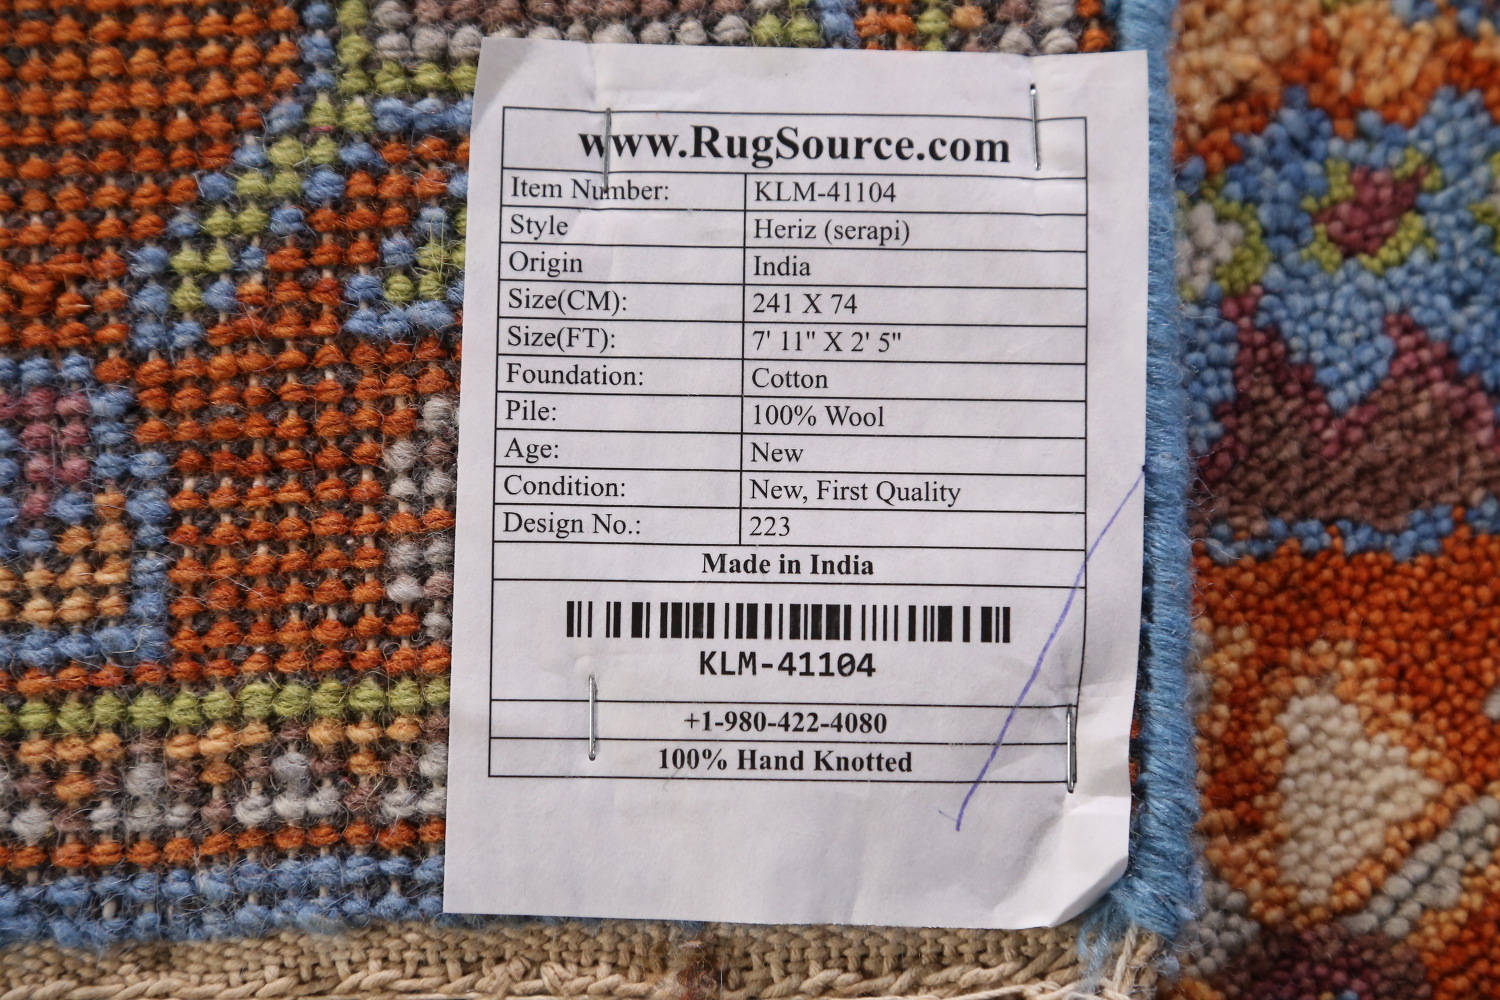 www.RugSource.com
Item Number: KLM-41104
Style Heriz (serapi)
Origin India
Size(CM): 241 X 74
Size(FT): 7' 11" X 2' 5"
Foundation: Cotton
Pile: 100% Wool
Age: New
Condition: New, First Quality
Design No.: 223
Made in India
KLM-41104
+1-980-422-4080
100% Hand Knotted